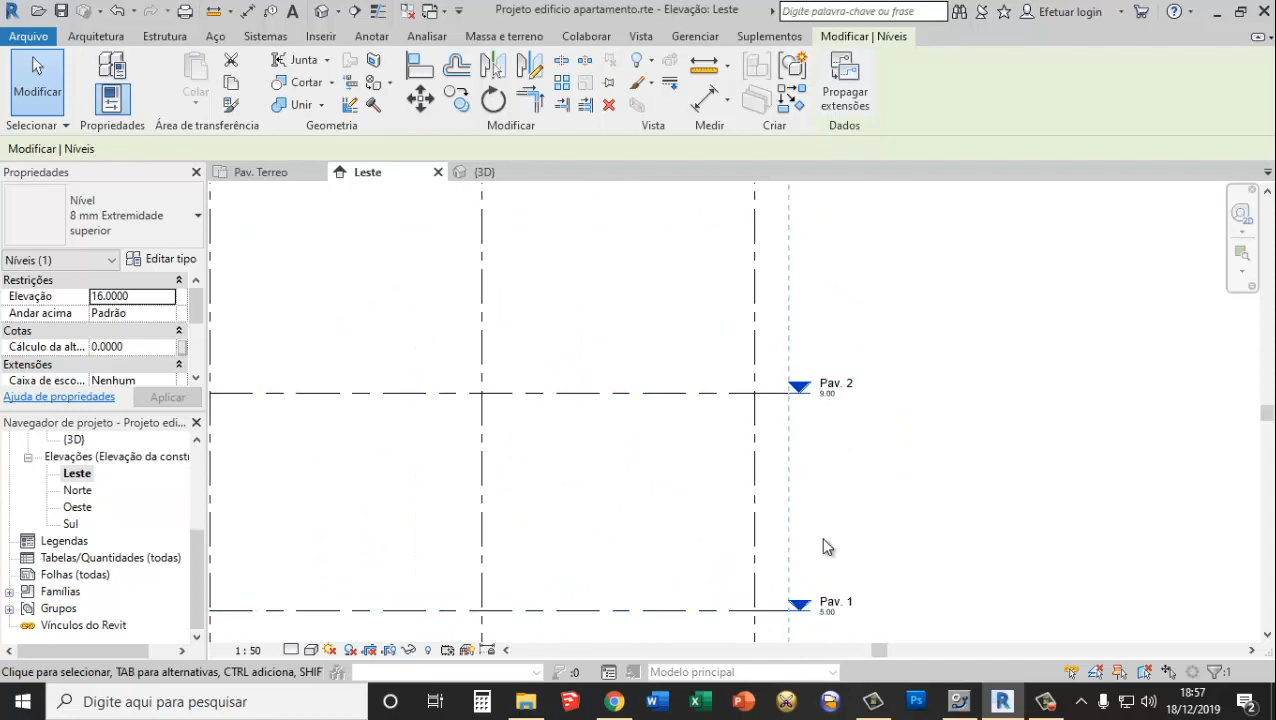 Projeto edificio apartamento.rte - Elevação: Leste
Digite palavra-chave ou frase
Efetuar login
Arquivo Arquitetura Estrutura Aço Sistemas Inserir Anotar Analisar Massa e terreno Colaborar Vista Gerenciar Suplementos Modificar | Níveis
Modificar
Colar
Junta
Cortar
Unir
Propagar
extensões
Selecionar Propriedades Área de transferência Geometria Modificar Vista Medir Criar Dados
Modificar | Níveis
Propriedades
Pav. Terreo
Leste
{3D}
Nível
8 mm Extremidade
superior
Níveis (1)
Editar tipo
Restrições
Elevação 16.0000
Andar acima Padrão
Cotas
Cálculo da alt... 0.0000
Extensões
Caixa de esco... Nenhum
Ajuda de propriedades
Aplicar
Navegador de projeto - Projeto edi...
{3D}
Elevações (Elevação da constr
Leste
Norte
Oeste
Sul
Legendas
Tabelas/Quantidades (todas)
Folhas (todas)
Famílias
Grupos
Vínculos do Revit
Pav. 2
9.00
Pav. 1
5.00
1 : 50
Clique para selecionar, TAB para alternativas, CTRL adiciona, SHIF
:0
Modelo principal
:1
Digite aqui para pesquisar
18:57
18/12/2019
2